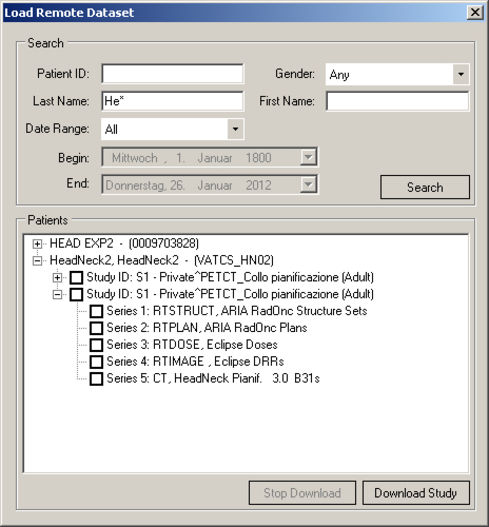 Load Remote Dataset
Search
Patient ID:
Gender: Any
Last Name: He*
First Name:
Date Range: All
Begin: Mittwoch , 1. Januar 1800
End: Donnerstag, 26. Januar 2012
Search
Patients
HEAD EXP2 - (0009703828)
HeadNeck2, HeadNeck2 - (VATCS_HN02)
Study ID: S1 - Private^PETCT_Collo pianificazione (Adult)
Study ID: S1 - Private^PETCT_Collo pianificazione (Adult)
Series 1: RTSTRUCT, ARIA RadOnc Structure Sets
Series 2: RTPLAN, ARIA RadOnc Plans
Series 3: RTDOSE, Eclipse Doses
Series 4: RTIMAGE , Eclipse DRRs
Series 5: CT, HeadNeck Pianif. 3.0 B31s
Stop Download
Download Study